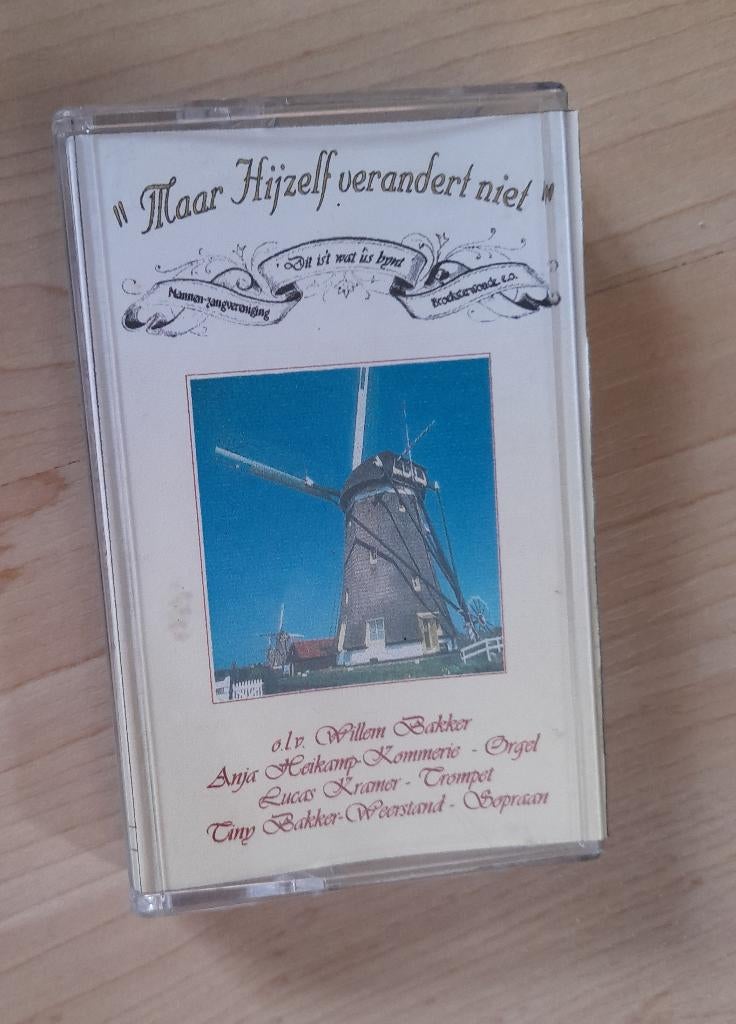 " Maar Hijzelf verandert niet "
Dit is't wat ús bynt
Mannen-zangvereniging
Broeksterwoude e.o.
o.l.v. Willem Bakker
Anja Heikamp-Kommerie - Orgel
Lucas Kramer - Trompet
Tiny Bakker-Weerstand - Sopraan